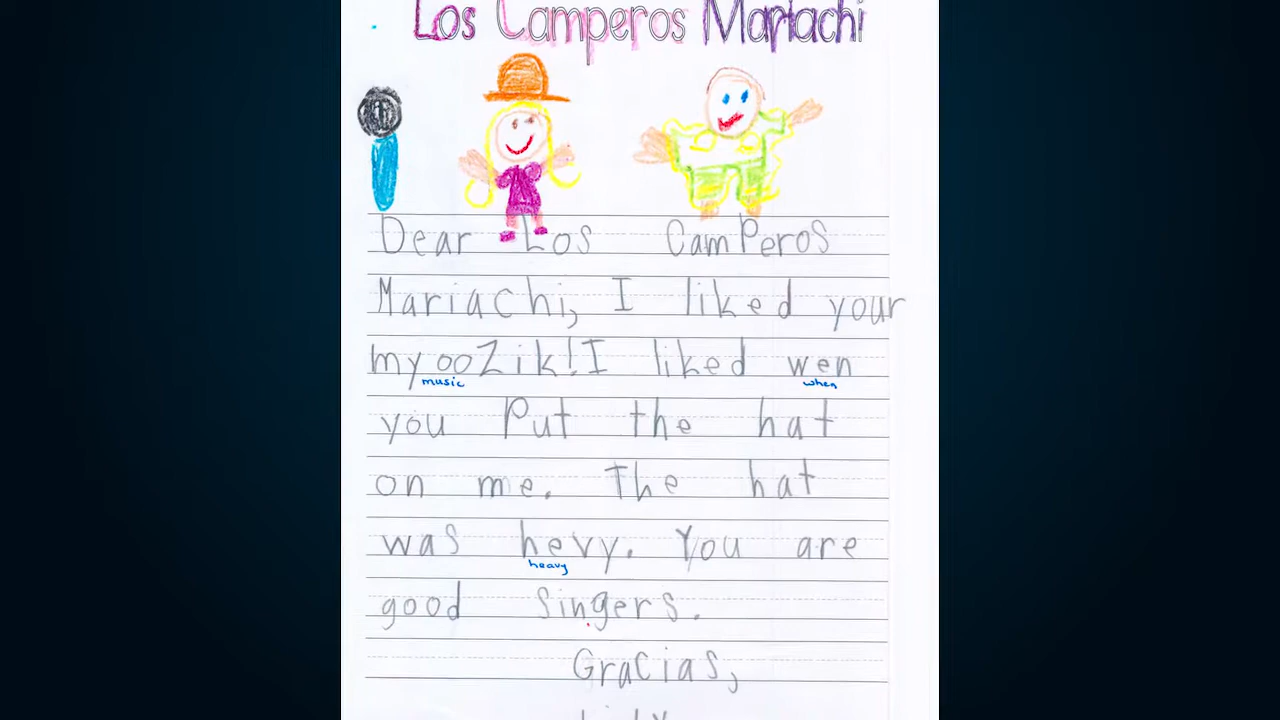 Los Camperos Mariachi
Dear Los CamPeros
Mariachi, I liked your
myooZik! I liked wen
music when
you Put the hat
on me. The hat
was hevy. You are
heavy
good singers.
Gracias,